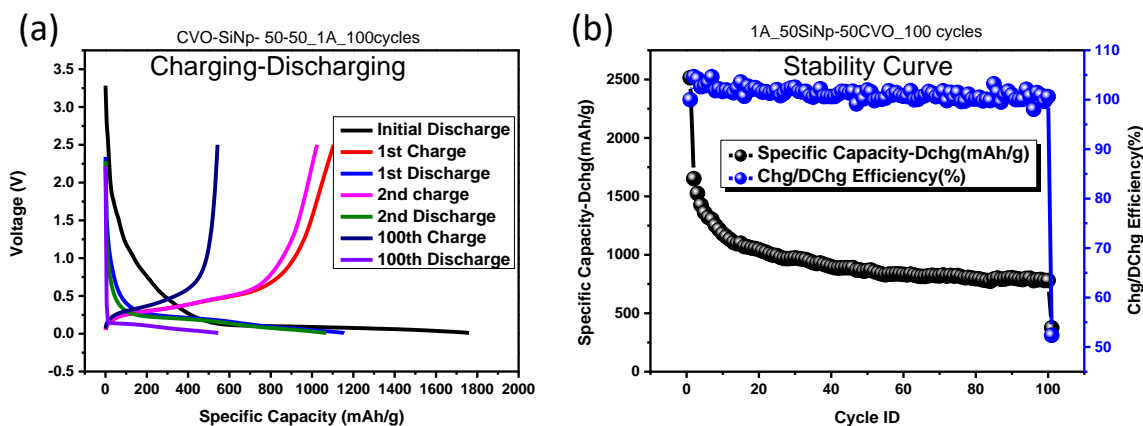 (a)
CVO-SiNp- 50-50_1A_100cycles
Charging-Discharging
3.5
3.0
2.5
2.0
1.5
1.0
0.5
0.0
-0.5
Voltage (V)
Initial Discharge
1st Charge
1st Discharge
2nd charge
2nd Discharge
100th Charge
100th Discharge
0 200 400 600 800 1000 1200 1400 1600 1800 2000
Specific Capacity (mAh/g)
(b)
1A_50SiNp-50CVO_100 cycles
Stability Curve
2500
2000
1500
1000
500
0
Specific Capacity-Dchg(mAh/g)
Specific Capacity-Dchg(mAh/g)
Chg/DChg Efficiency(%)
110
100
90
80
70
60
50
Chg/DChg Efficiency(%)
0 20 40 60 80 100
Cycle ID